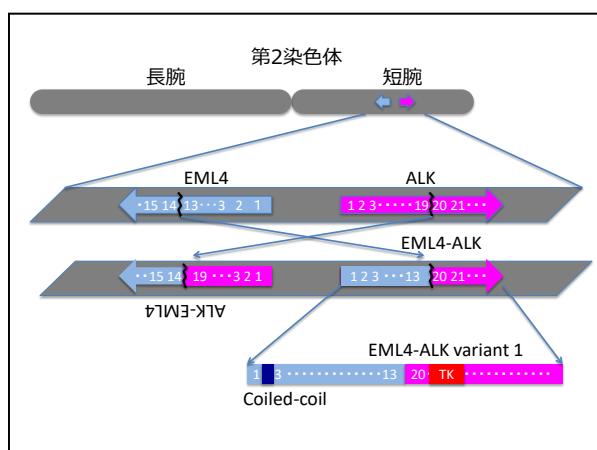 第2染色体
長腕 短腕
EML4 ALK
・15 14 13・・・3 2 1 1 2 3・・・・・19 20 21・・・
EML4-ALK
・・15 14 19・・・3 2 1 1 2 3 ・・・13 20 21・・・
ALK-EML4
EML4-ALK variant 1
1 3・・・・・・・・・・・・・13 20 TK・・・・・・・・・・・・
Coiled-coil